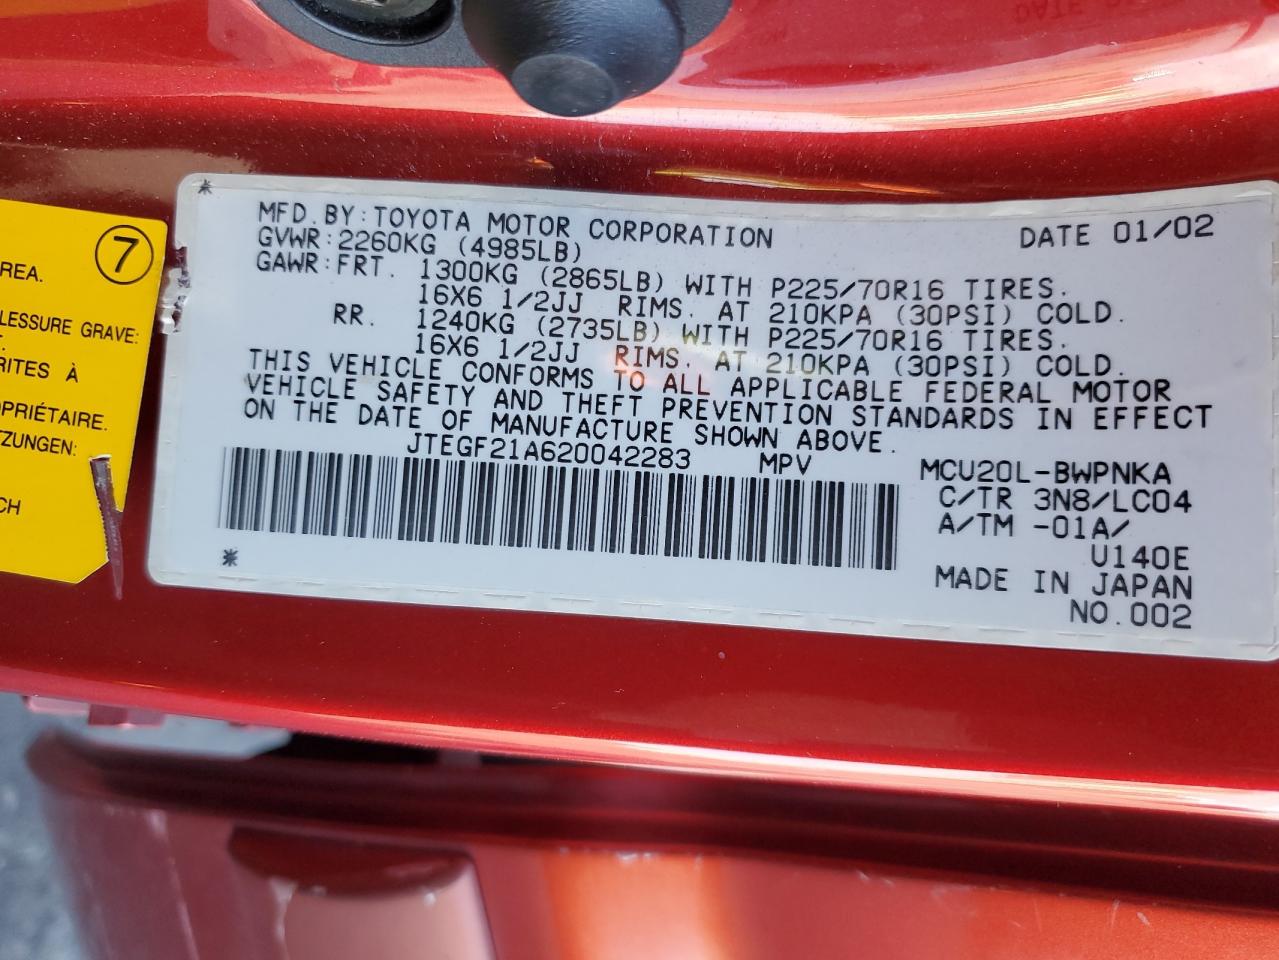 MFD. BY: TOYOTA MOTOR CORPORATION DATE 01/02
GVWR: 2260KG (4985LB)
GAWR: FRT. 1300KG (2865LB) WITH P225/70R16 TIRES.
16X6 1/2JJ RIMS. AT 210KPA (30PSI) COLD.
RR. 1240KG (2735LB) WITH P225/70R16 TIRES.
16X6 1/2JJ RIMS. AT 210KPA (30PSI) COLD.
THIS VEHICLE CONFORMS TO ALL APPLICABLE FEDERAL MOTOR
VEHICLE SAFETY AND THEFT PREVENTION STANDARDS IN EFFECT
ON THE DATE OF MANUFACTURE SHOWN ABOVE.
JTEGF21A620042283 MPV MCU20L-BWPNKA
C/TR 3N8/LC04
A/TM -01A/
U140E
MADE IN JAPAN
NO.002
7
REA.
LESSURE GRAVE:
RITES À
OPRIÉTAIRE.
TZUNGEN:
CH